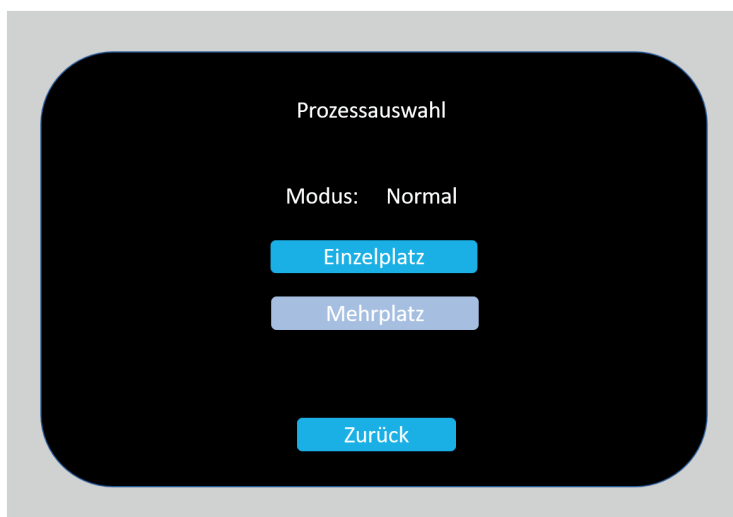 Prozessauswahl
Modus: Normal
Einzelplatz
Mehrplatz
Zurück